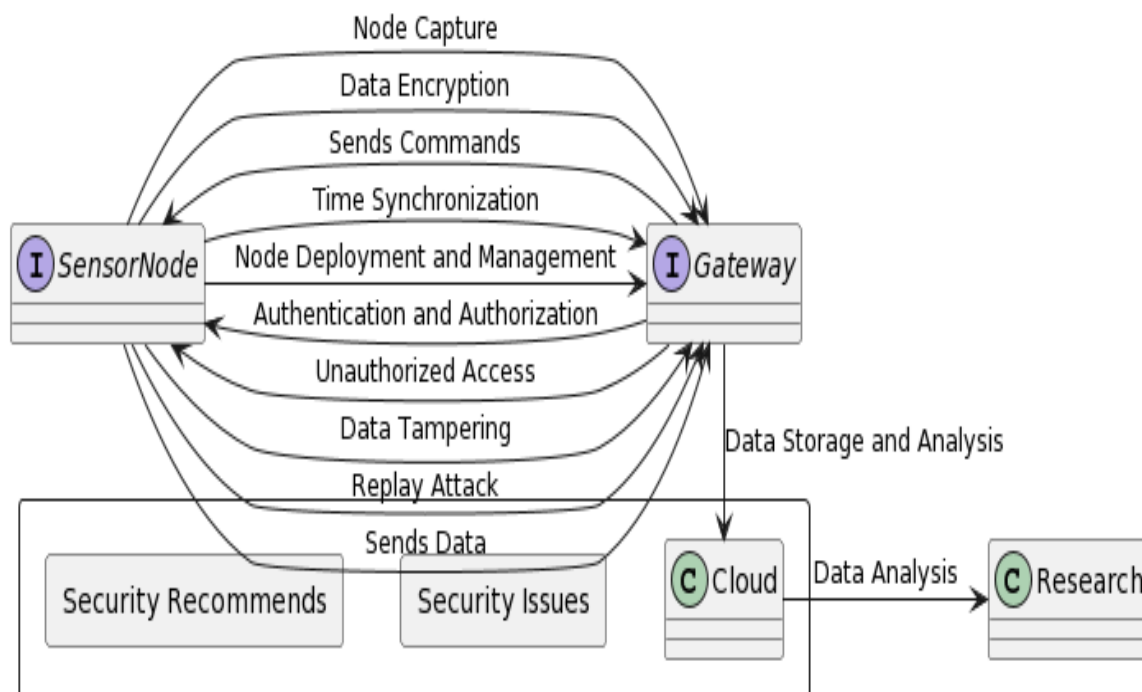 Node Capture
Data Encryption
Sends Commands
Time Synchronization
I SensorNode
Node Deployment and Management
I Gateway
Authentication and Authorization
Unauthorized Access
Data Tampering
Data Storage and Analysis
Replay Attack
Sends Data
Security Recommends
Security Issues
C Cloud
Data Analysis
C Research